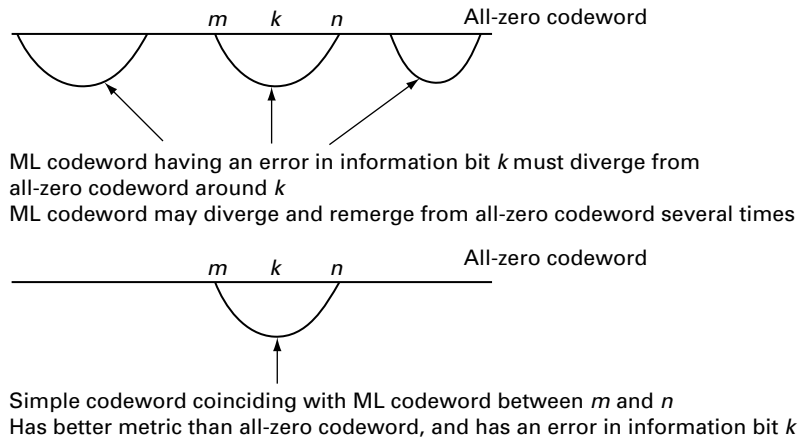 m k n All-zero codeword
ML codeword having an error in information bit k must diverge from
all-zero codeword around k
ML codeword may diverge and remerge from all-zero codeword several times
All-zero codeword
m k n
Simple codeword coinciding with ML codeword between m and n
Has better metric than all-zero codeword, and has an error in information bit k